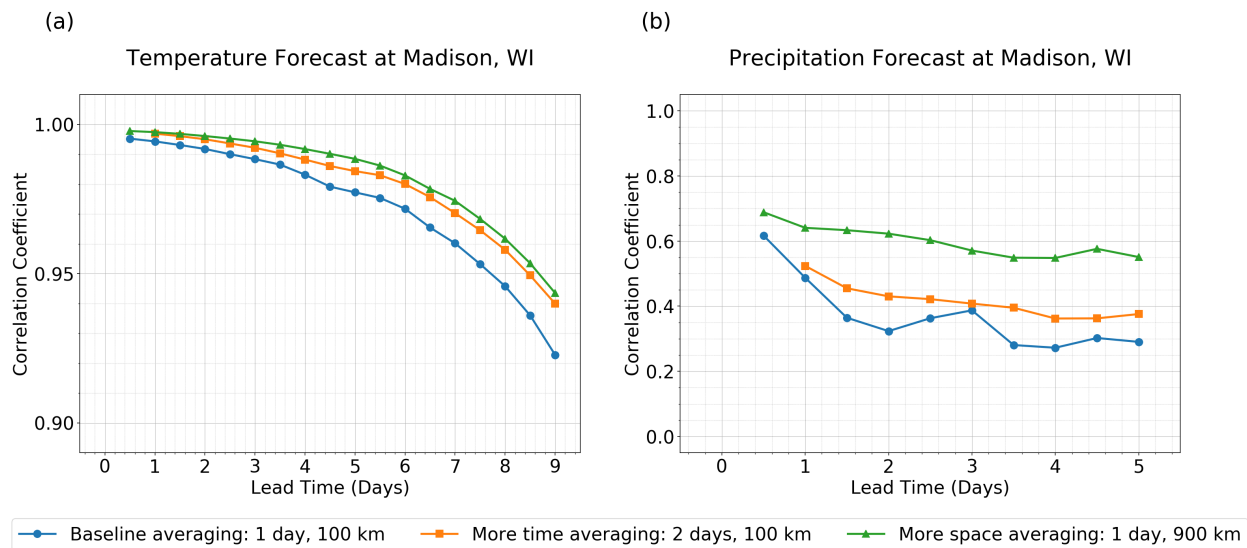 (a)
Temperature Forecast at Madison, WI
Correlation Coefficient
1.00
0.95
0.90
0 1 2 3 4 5 6 7 8 9
Lead Time (Days)
(b)
Precipitation Forecast at Madison, WI
Correlation Coefficient
1.0
0.8
0.6
0.4
0.2
0.0
0 1 2 3 4 5
Lead Time (Days)
Baseline averaging: 1 day, 100 km More time averaging: 2 days, 100 km More space averaging: 1 day, 900 km